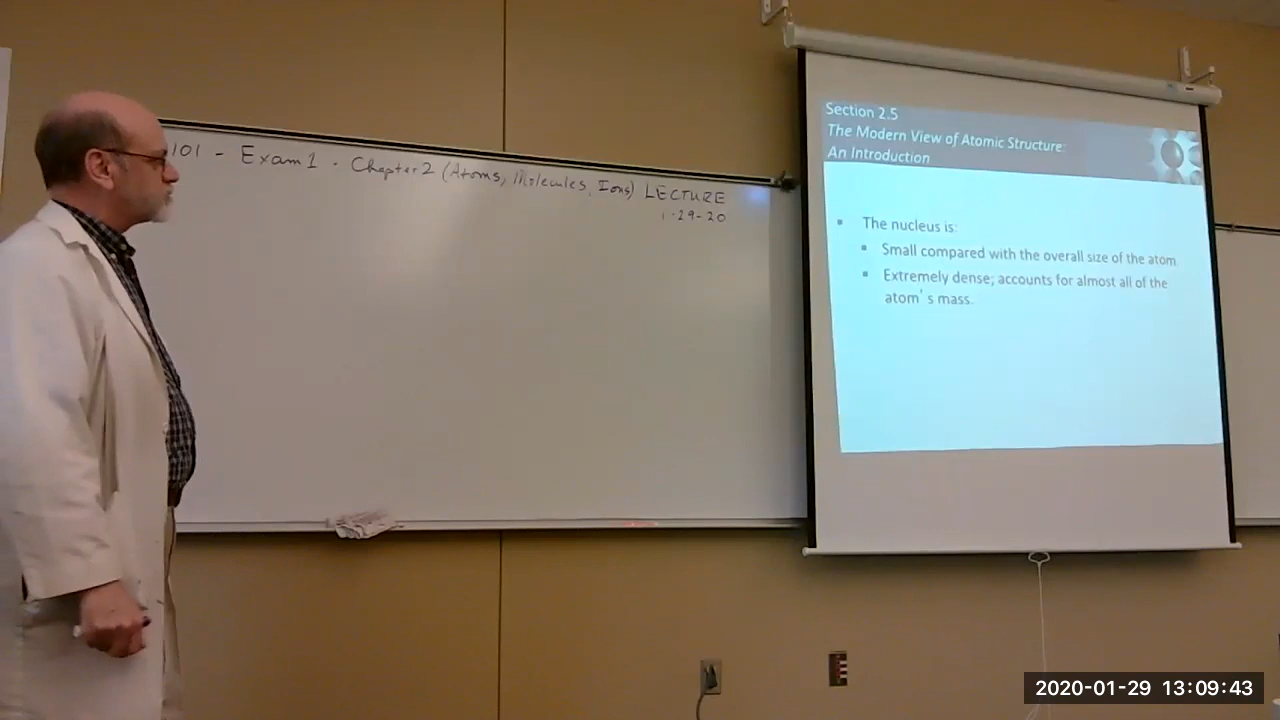 101 - Exam 1 - Chapter 2 (Atoms, Molecules, Ions) LECTURE
1-29-20
Section 2.5
The Modern View of Atomic Structure:
An Introduction
▪ The nucleus is:
▪ Small compared with the overall size of the atom
▪ Extremely dense; accounts for almost all of the
atom's mass.
2020-01-29 13:09:43